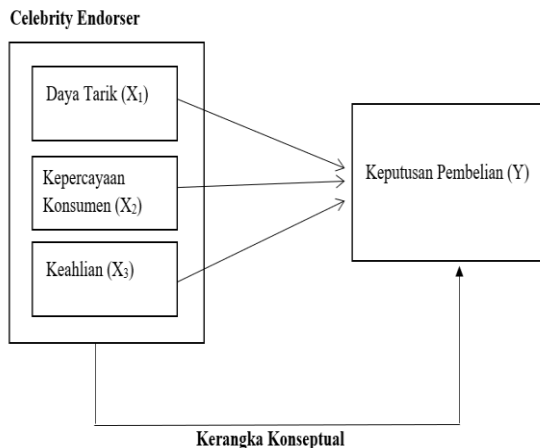 Celebrity Endorser
Daya Tarik (X₁)
Kepercayaan
Konsumen (X₂)
Keahlian (X₃)
Keputusan Pembelian (Y)
Kerangka Konseptual